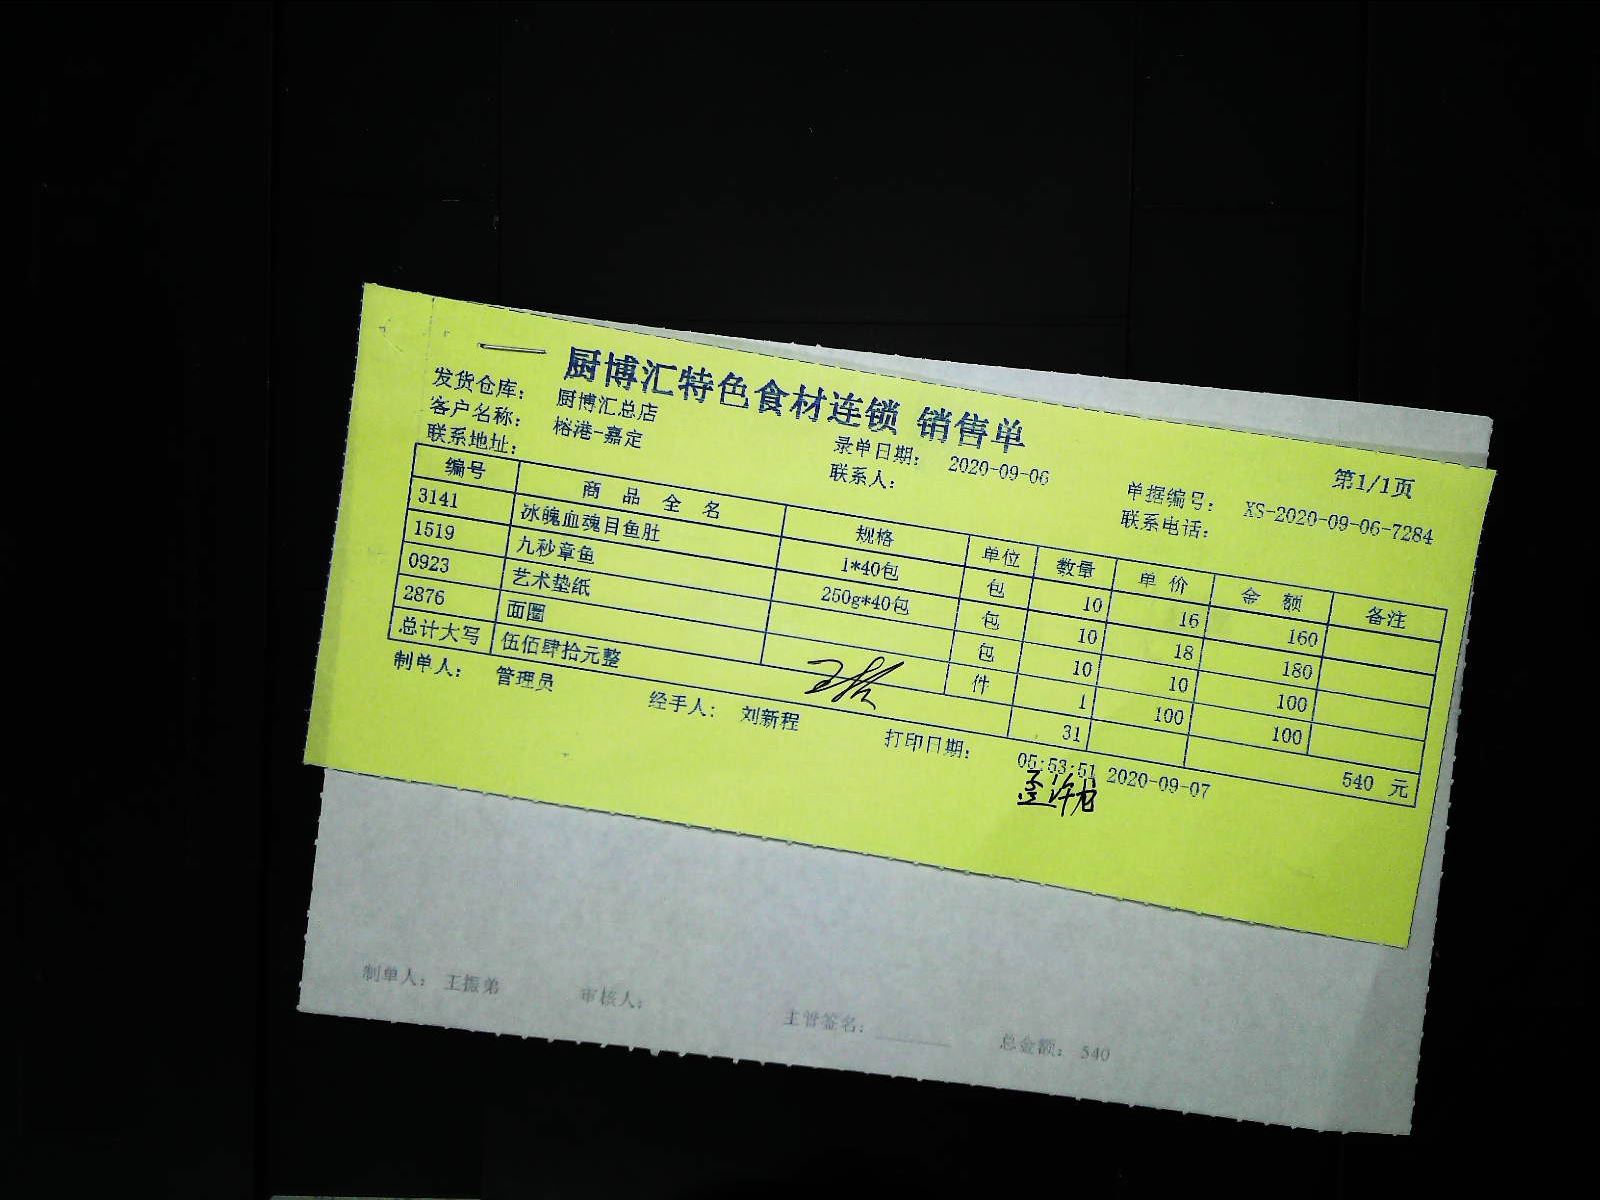 厨博汇特色食材连锁 销售单
第1/1页
发货仓库： 厨博汇总店 录单日期： 2020-09-06 单据编号： XS-2020-09-06-7284
客户名称： 榕港-嘉定 联系人： 联系电话：
联系地址：
编号 商 品 全 名 规格 单位 数量 单 价 金 额 备注
3141 冰魄血魂目鱼肚 1*40包 包 10 16 160
1519 九秒章鱼 250g*40包 包 10 18 180
0923 艺术垫纸 包 10 10 100
2876 面圈 件 1 100 100
总计大写 伍佰肆拾元整 31 540 元
制单人： 管理员 经手人： 刘新程 打印日期： 05:53:51 2020-09-07
制单人： 王振弟 审核人： 主管签名： 总金额： 540